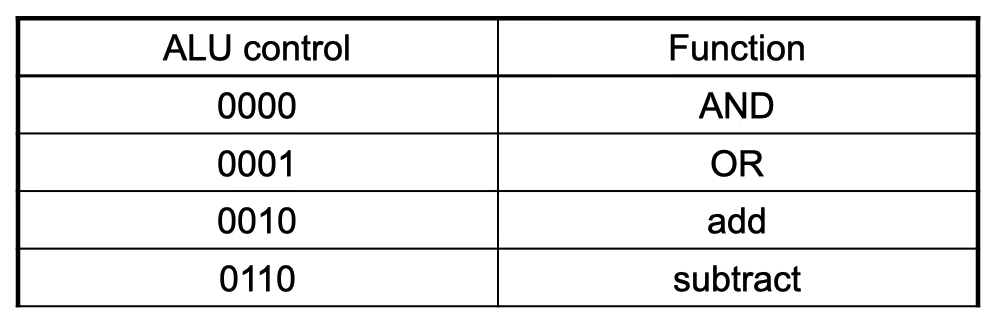 ALU control Function
0000 AND
0001 OR
0010 add
0110 subtract